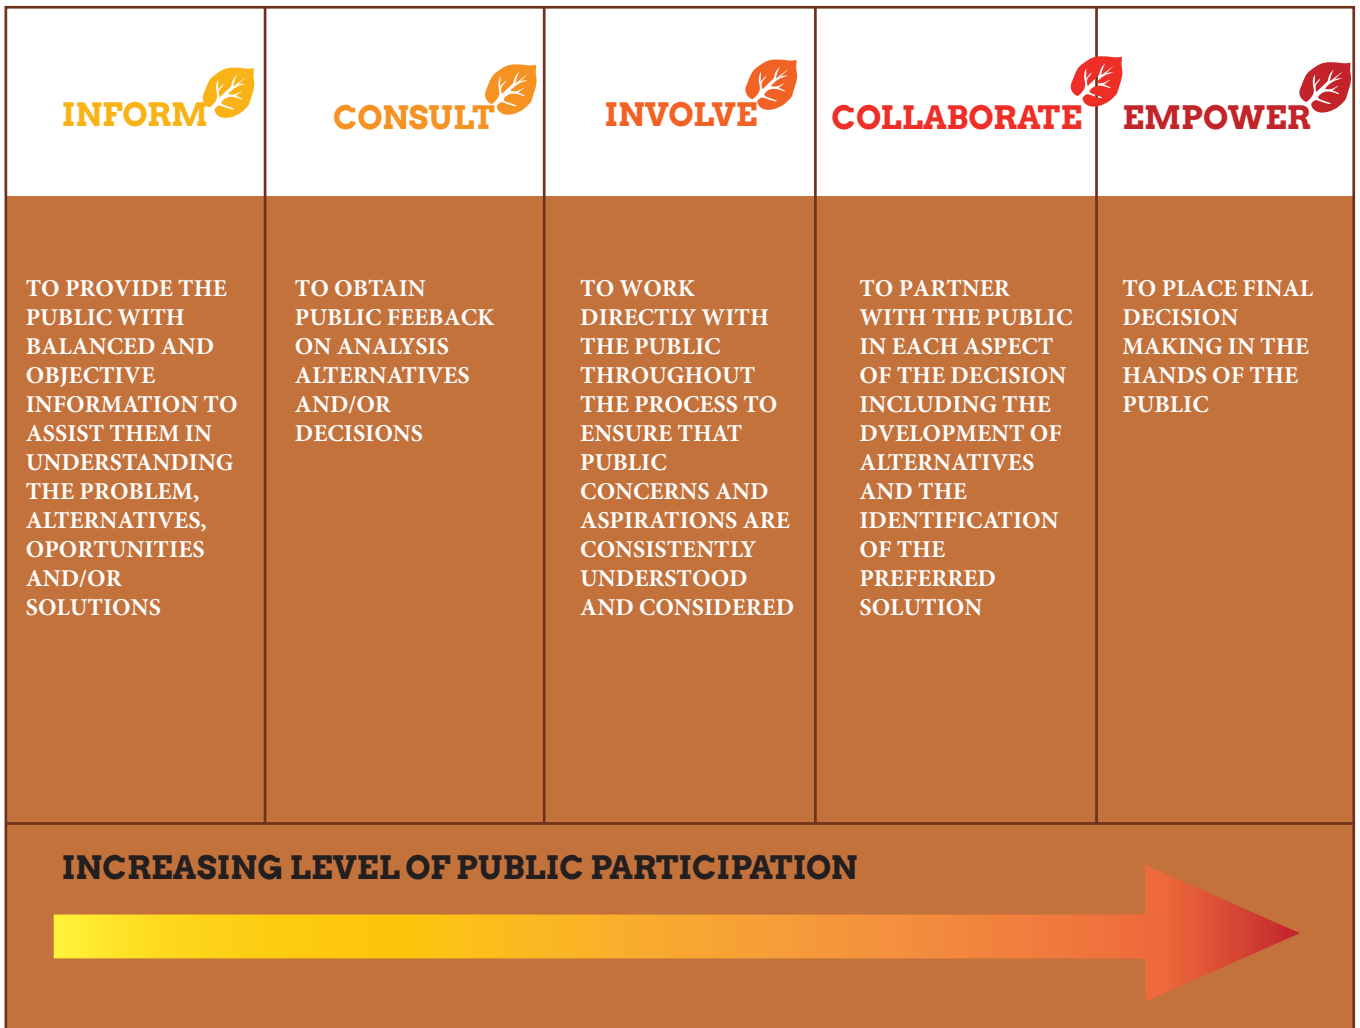 INFORM
CONSULT
INVOLVE
COLLABORATE
EMPOWER
TO PROVIDE THE
PUBLIC WITH
BALANCED AND
OBJECTIVE
INFORMATION TO
ASSIST THEM IN
UNDERSTANDING
THE PROBLEM,
ALTERNATIVES,
OPORTUNITIES
AND/OR
SOLUTIONS
TO OBTAIN
PUBLIC FEEBACK
ON ANALYSIS
ALTERNATIVES
AND/OR
DECISIONS
TO WORK
DIRECTLY WITH
THE PUBLIC
THROUGHOUT
THE PROCESS TO
ENSURE THAT
PUBLIC
CONCERNS AND
ASPIRATIONS ARE
CONSISTENTLY
UNDERSTOOD
AND CONSIDERED
TO PARTNER
WITH THE PUBLIC
IN EACH ASPECT
OF THE DECISION
INCLUDING THE
DVELOPMENT OF
ALTERNATIVES
AND THE
IDENTIFICATION
OF THE
PREFERRED
SOLUTION
TO PLACE FINAL
DECISION
MAKING IN THE
HANDS OF THE
PUBLIC
INCREASING LEVEL OF PUBLIC PARTICIPATION